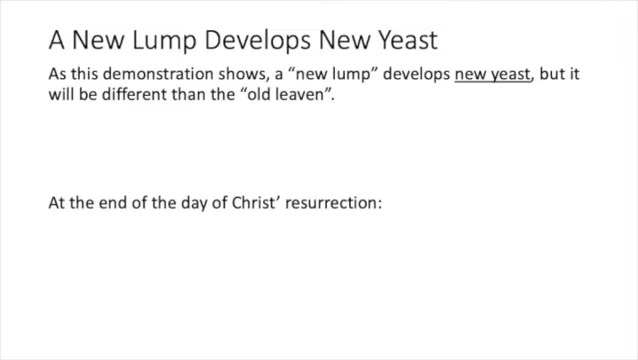 A New Lump Develops New Yeast
As this demonstration shows, a “new lump” develops new yeast, but it
will be different than the “old leaven”.
At the end of the day of Christ’ resurrection: